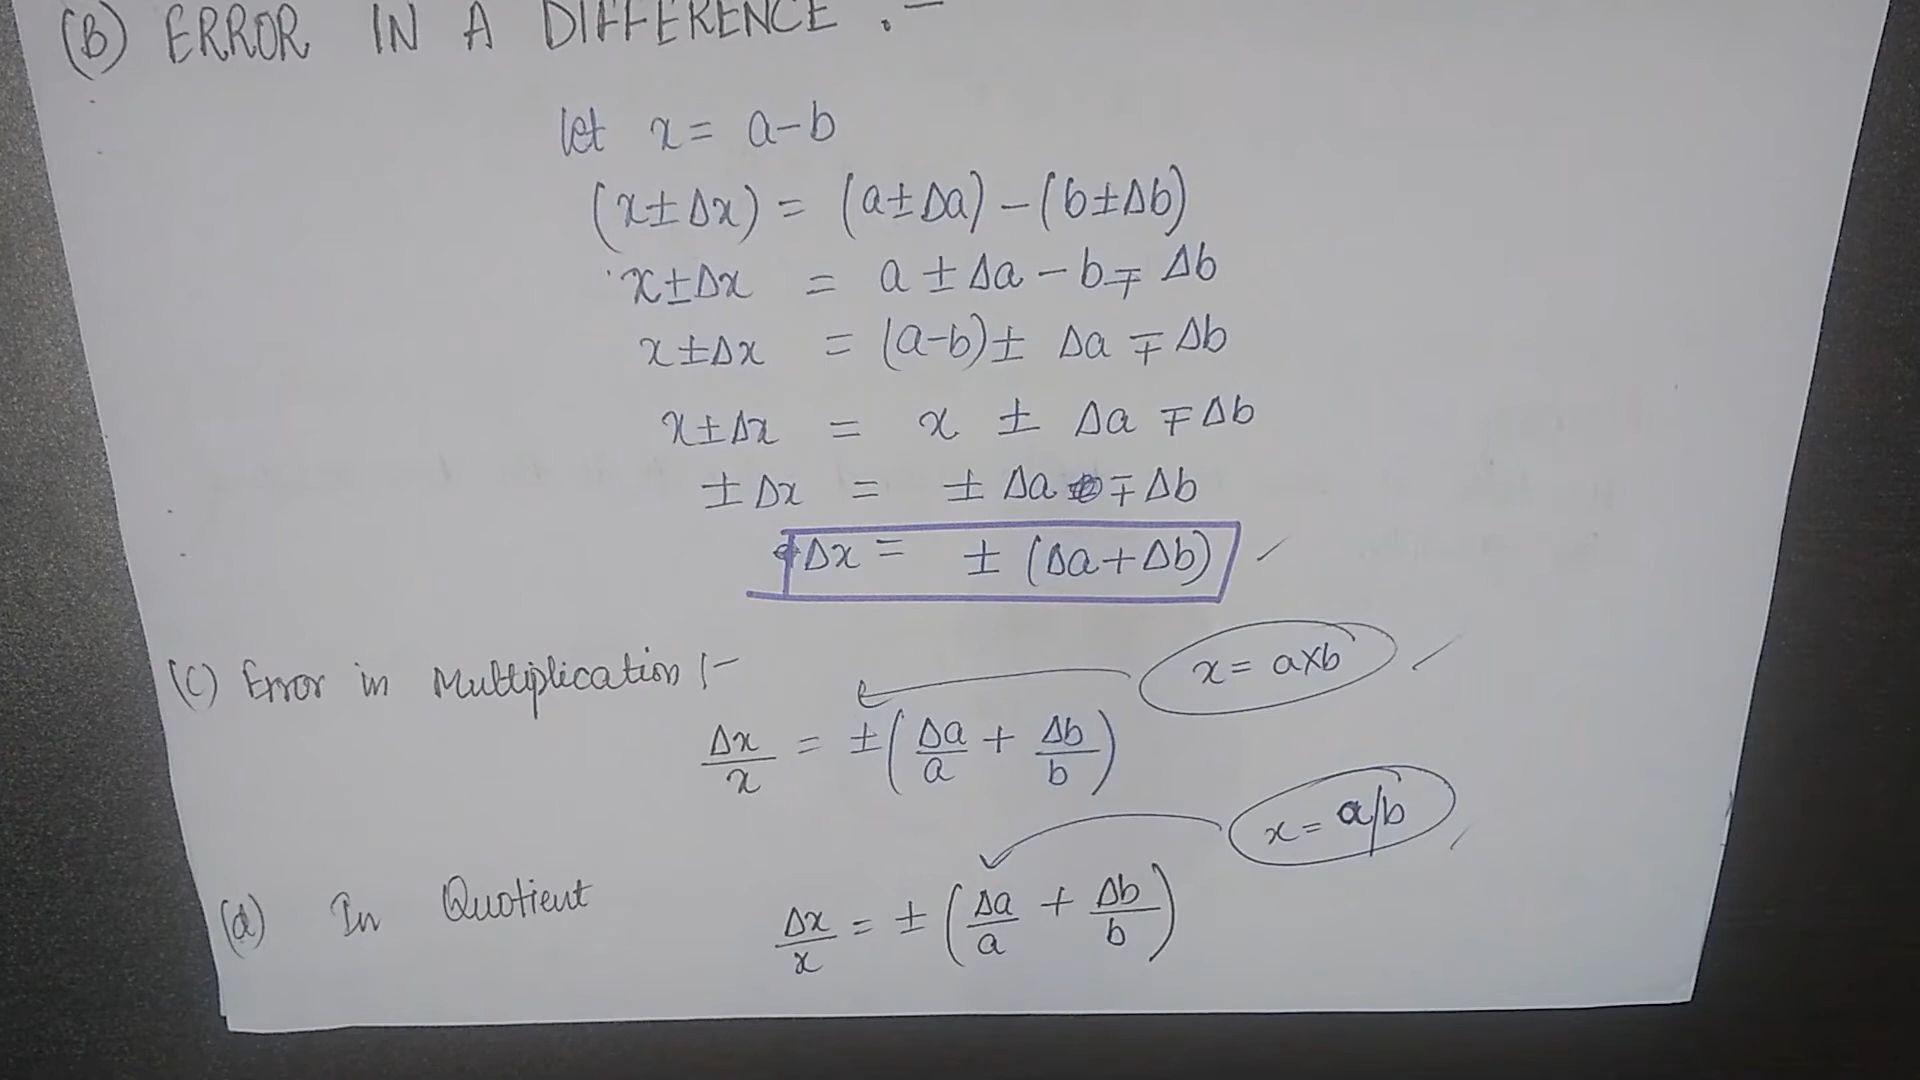 (B) ERROR IN A DIFFERENCE :-
let x = a-b
(x±Δx) = (a±Δa) - (b±Δb)
x±Δx = a ± Δa - b ∓ Δb
x±Δx = (a-b) ± Δa ∓ Δb
x±Δx = x ± Δa ∓ Δb
± Δx = ± Δa ∓ Δb
Δx = ± (Δa+Δb)
(C) Error in Multiplication :-
x = a×b
Δx/x = ±(Δa/a + Δb/b)
x = a/b
(d) In Quotient
Δx/x = ± (Δa/a + Δb/b)